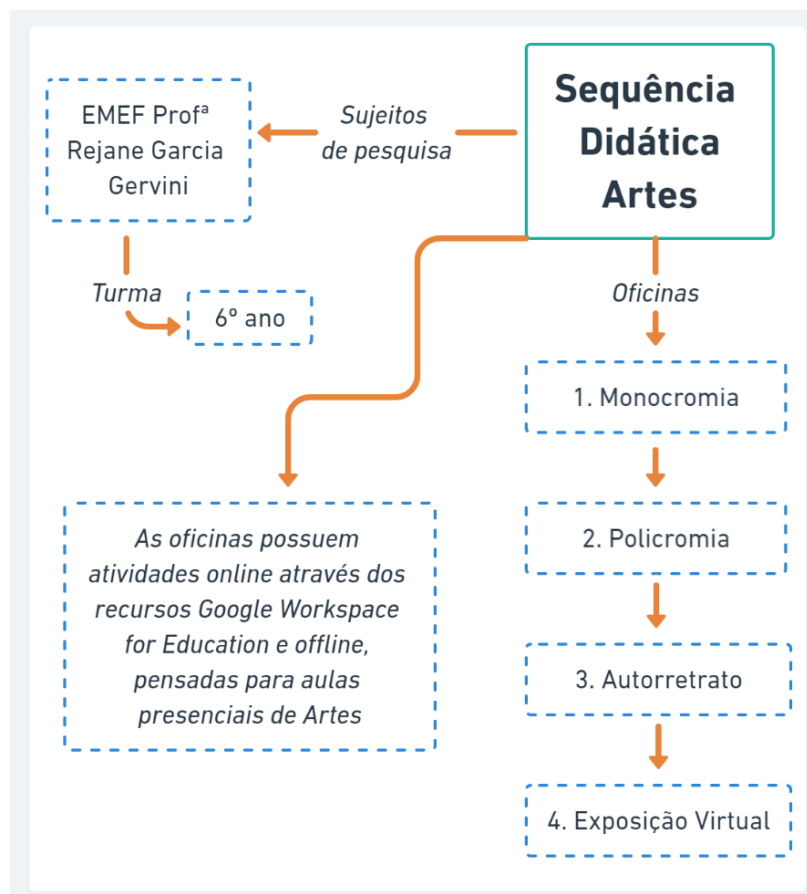 Sequência
Didática
Artes
Sujeitos
de pesquisa
EMEF Profª
Rejane Garcia
Gervini
Turma
6º ano
As oficinas possuem
atividades online através dos
recursos Google Workspace
for Education e offline,
pensadas para aulas
presenciais de Artes
Oficinas
1. Monocromia
2. Policromia
3. Autorretrato
4. Exposição Virtual